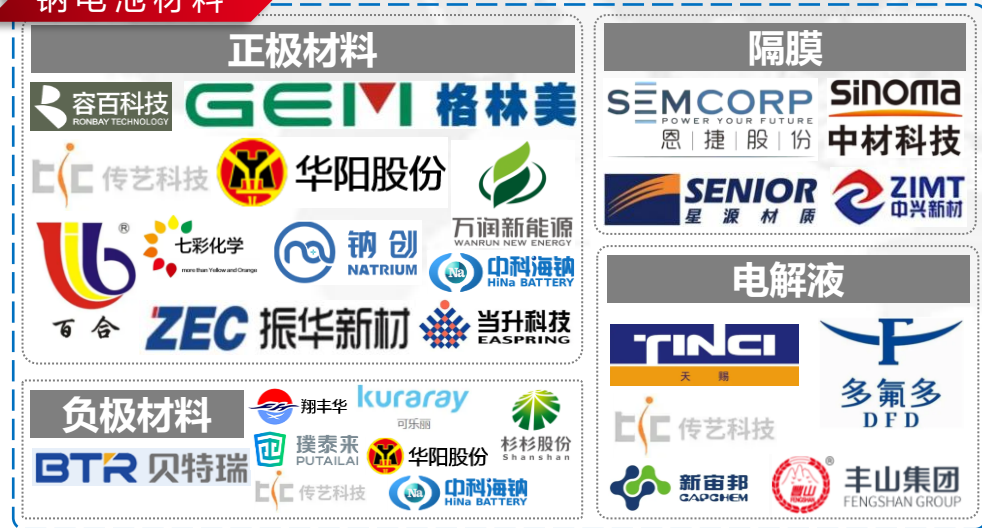 钠电池材料
正极材料
容百科技
RONBAY TECHNOLOGY
GEM 格林美
tic 传艺科技
华阳股份
万润新能源
WANRUN NEW ENERGY
百合
®
七彩化学
more than Yellow and Orange
钠创
NATRIUM
Na
中科海钠
HiNa BATTERY
ZEC 振华新材
当升科技
EASPRING
负极材料
BTR 贝特瑞
翔丰华
kuraray
可乐丽
璞泰来
PUTAILAI
华阳股份
杉杉股份
Shanshan
tic 传艺科技
Na
中科海钠
HiNa BATTERY
隔膜
SEMCORP
POWER YOUR FUTURE
恩|捷|股|份
sinoma
中材科技
SENIOR
星源材质
ZIMT
中兴新材
电解液
TINCI
天赐
多氟多
DFD
tic 传艺科技
新宙邦
CAPCHEM
®
丰山集团
FENGSHAN GROUP